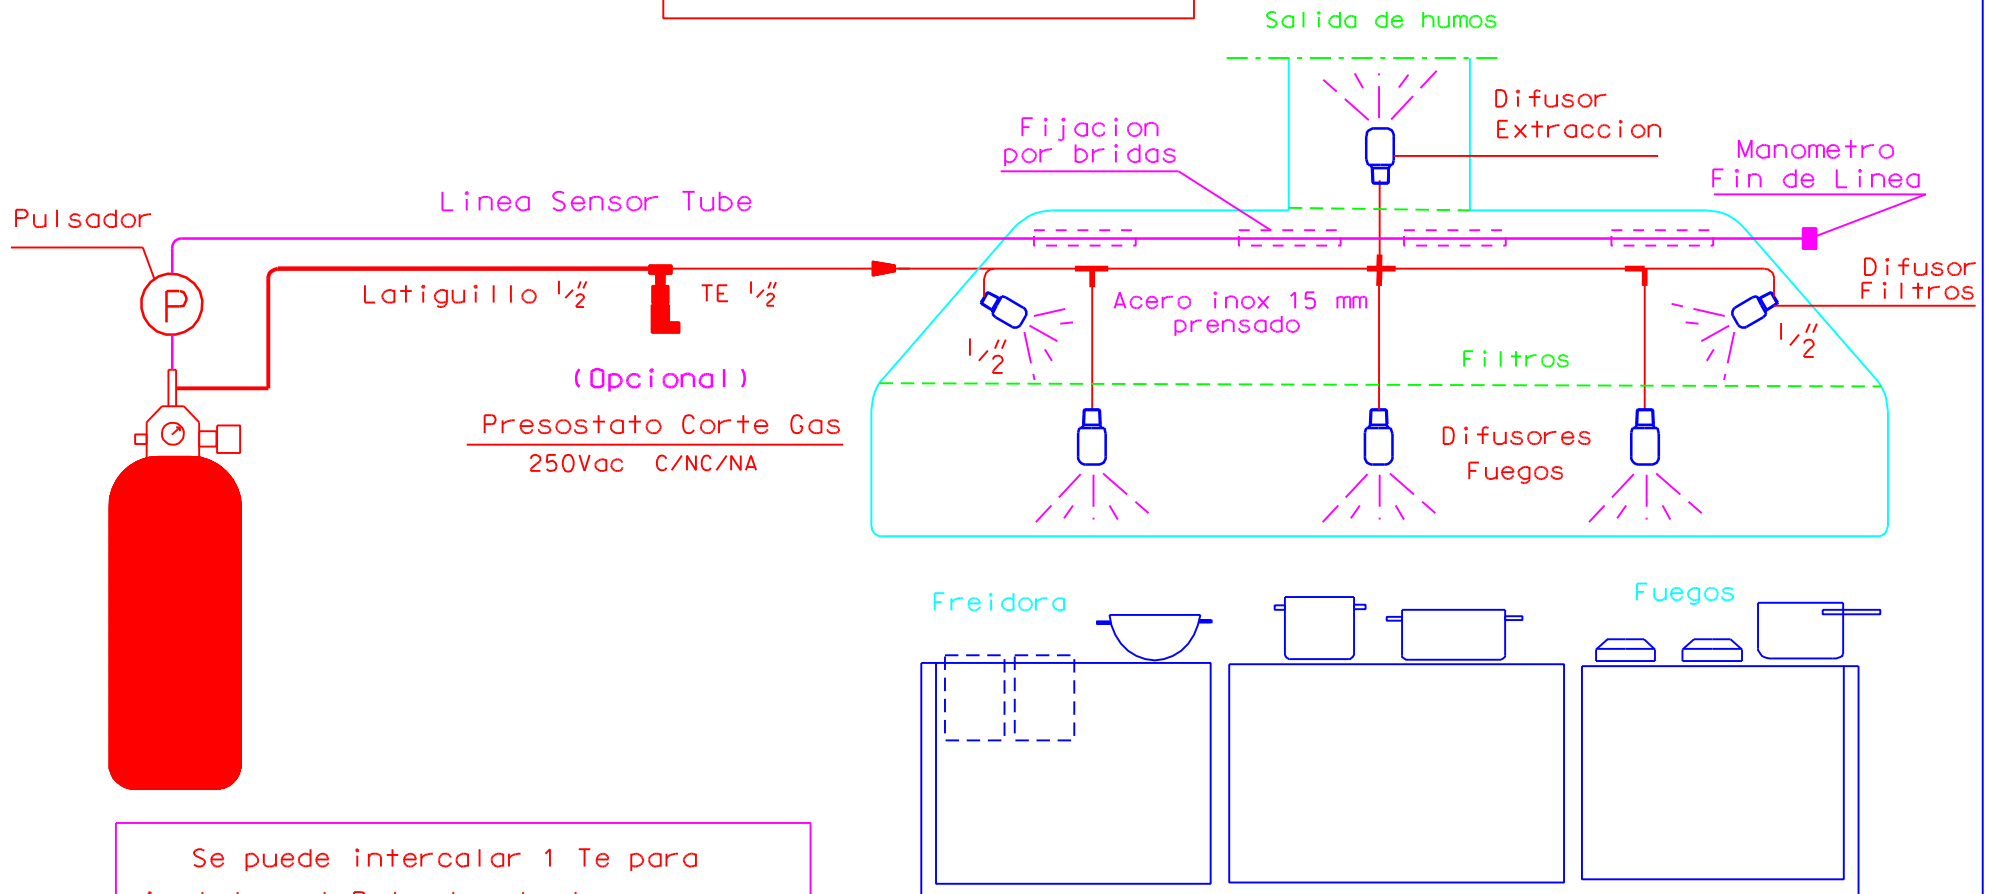 Salida de humos
Difusor
Extraccion
Fijacion
por bridas
Manometro
Fin de Linea
Linea Sensor Tube
Pulsador
P
Latiguillo 1/2"
TE 1/2"
Acero inox 15 mm
prensado
Difusor
Filtros
1/2"
1/2"
Filtros
(Opcional)
Presostato Corte Gas
250Vac C/NC/NA
Difusores
Fuegos
Freidora
Fuegos
Se puede intercalar 1 Te para